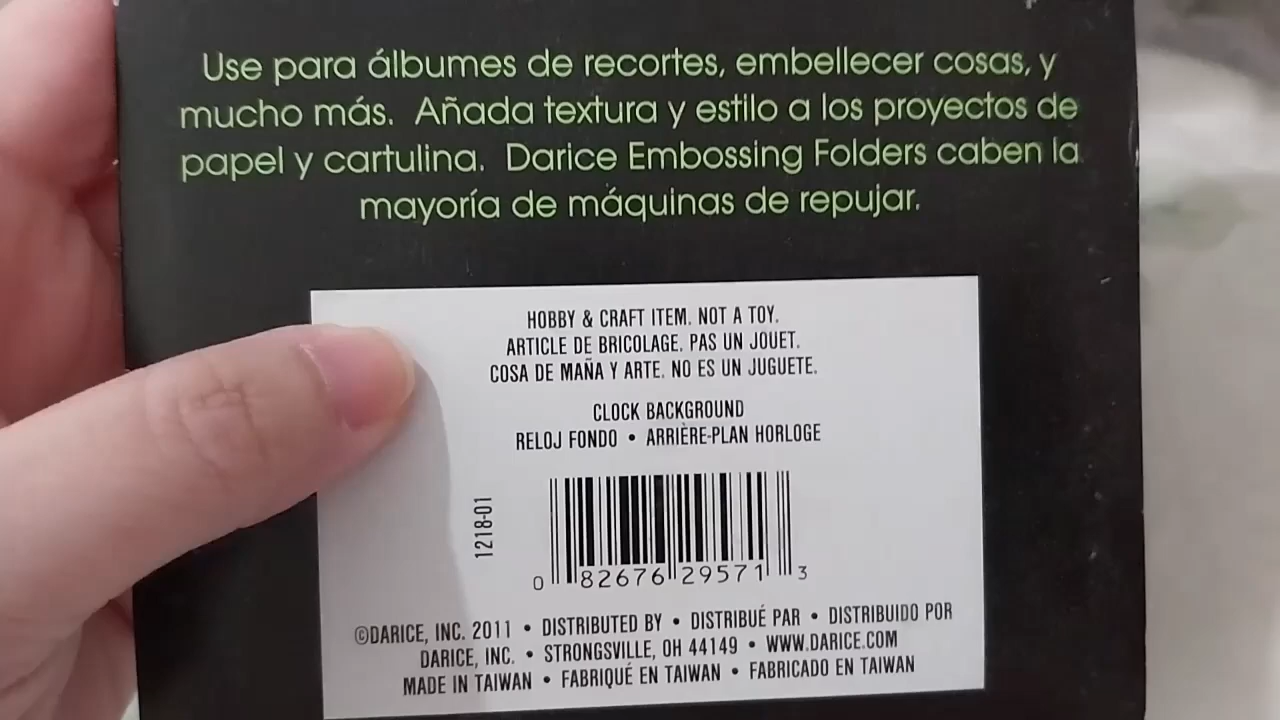 Use para álbumes de recortes, embellecer cosas, y
mucho más. Añada textura y estilo a los proyectos de
papel y cartulina. Darice Embossing Folders caben la
mayoría de máquinas de repujar.
HOBBY & CRAFT ITEM. NOT A TOY.
ARTICLE DE BRICOLAGE. PAS UN JOUET.
COSA DE MAÑA Y ARTE. NO ES UN JUGUETE.
CLOCK BACKGROUND
RELOJ FONDO • ARRIÈRE-PLAN HORLOGE
1218-01
0 82676 29571 3
©DARICE, INC. 2011 • DISTRIBUTED BY • DISTRIBUÉ PAR • DISTRIBUIDO POR
DARICE, INC. • STRONGSVILLE, OH 44149 • WWW.DARICE.COM
MADE IN TAIWAN • FABRIQUÉ EN TAIWAN • FABRICADO EN TAIWAN